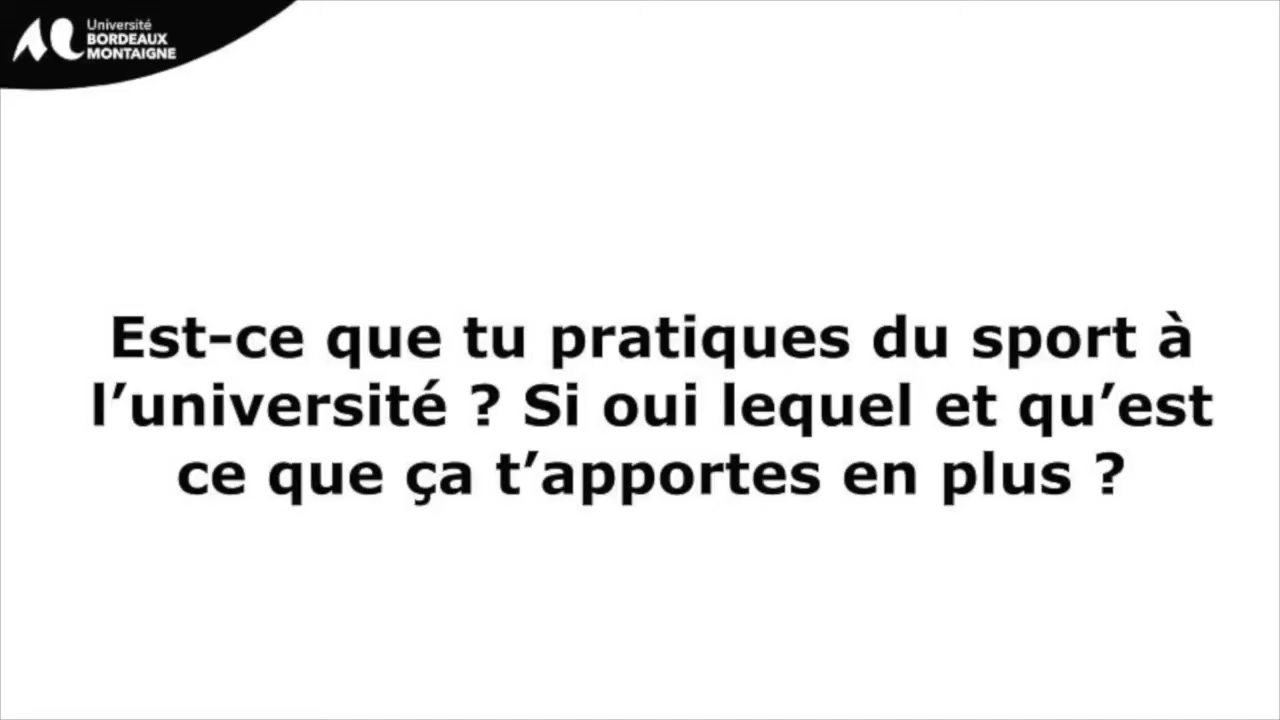 Université
BORDEAUX
MONTAIGNE
Est-ce que tu pratiques du sport à
l’université ? Si oui lequel et qu’est
ce que ça t’apportes en plus ?